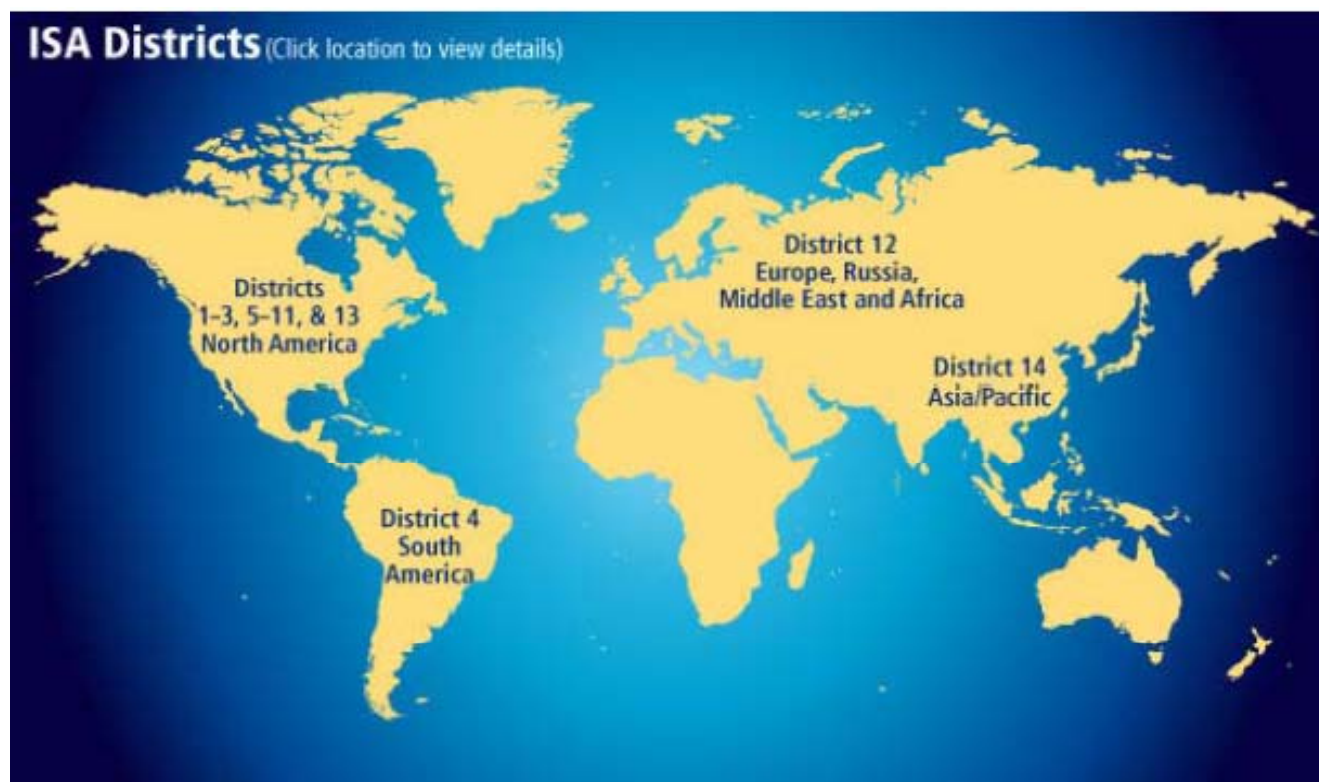 ISA Districts (Click location to view details)
District 12
Europe, Russia,
Middle East and Africa
Districts
1–3, 5–11, & 13
North America
District 14
Asia/Pacific
District 4
South
America